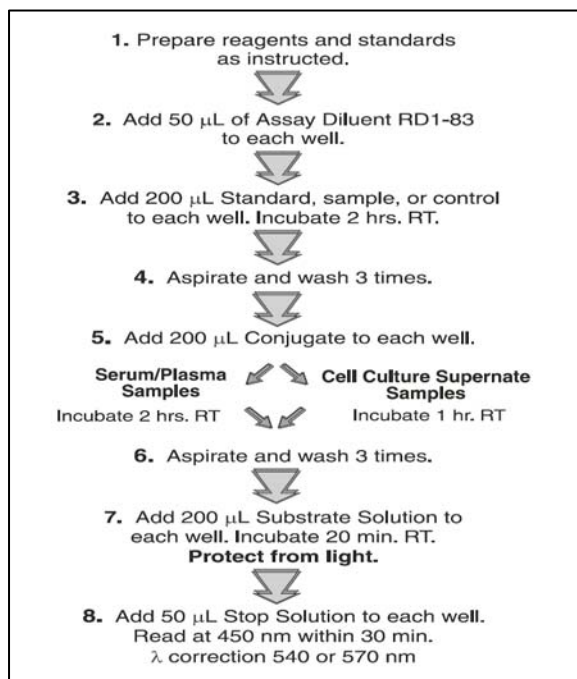 1. Prepare reagents and standards
as instructed.
2. Add 50 μL of Assay Diluent RD1-83
to each well.
3. Add 200 μL Standard, sample, or control
to each well. Incubate 2 hrs. RT.
4. Aspirate and wash 3 times.
5. Add 200 μL Conjugate to each well.
Serum/Plasma
Samples
Incubate 2 hrs. RT
Cell Culture Supernate
Samples
Incubate 1 hr. RT
6. Aspirate and wash 3 times.
7. Add 200 μL Substrate Solution to
each well. Incubate 20 min. RT.
Protect from light.
8. Add 50 μL Stop Solution to each well.
Read at 450 nm within 30 min.
λ correction 540 or 570 nm